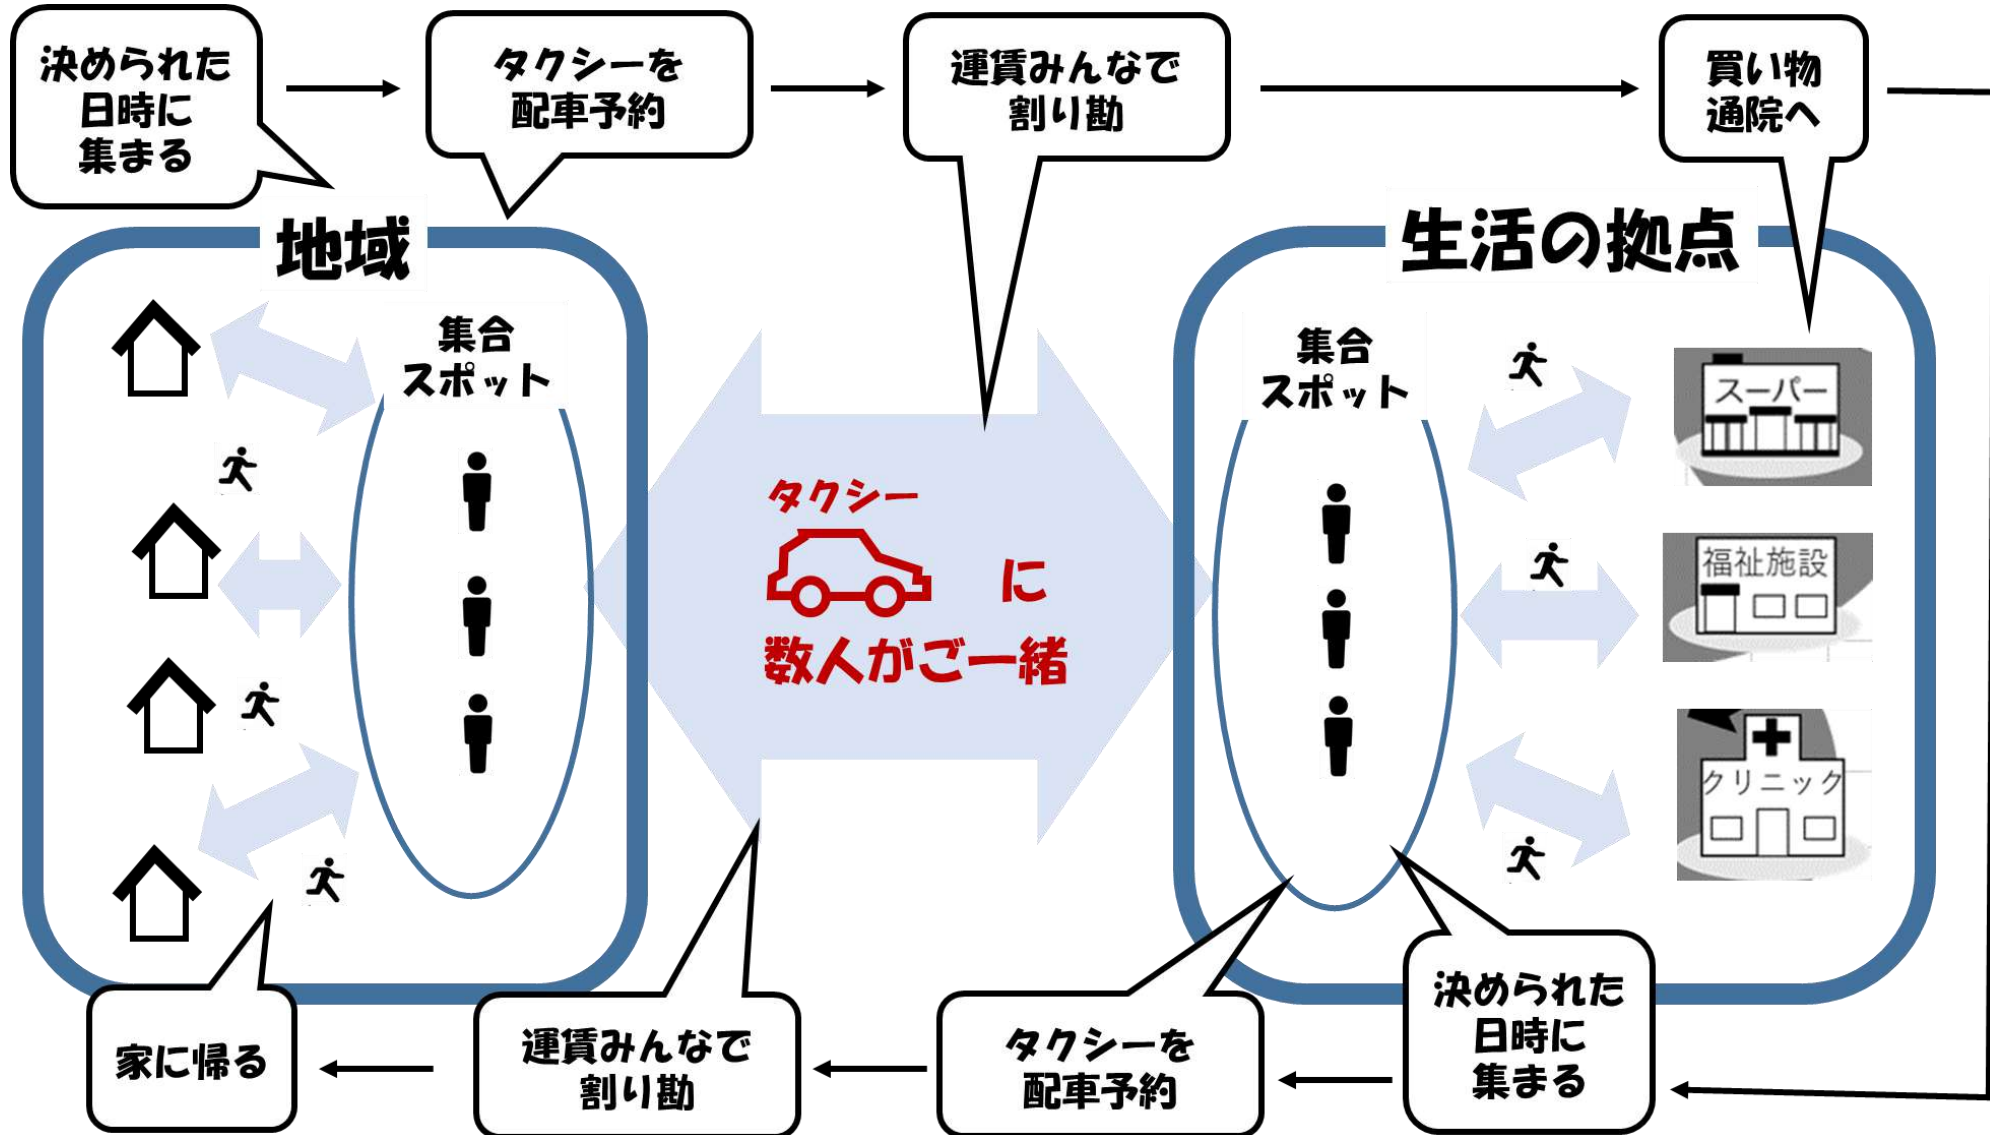 決められた
日時に
集まる
タクシーを
配車予約
運賃みんなで
割り勘
買い物
通院へ
地域
生活の拠点
集合
スポット
集合
スポット
スーパー
タクシー
に
数人がご一緒
福祉施設
クリニック
家に帰る
運賃みんなで
割り勘
タクシーを
配車予約
決められた
日時に
集まる